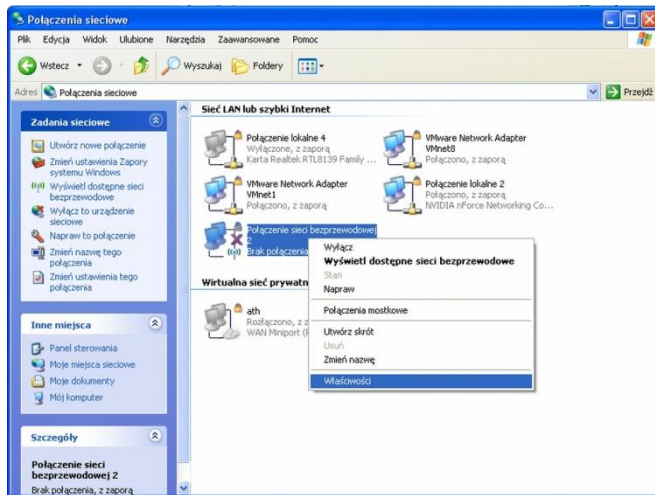 Połączenia sieciowe
Plik Edycja Widok Ulubione Narzędzia Zaawansowane Pomoc
Wstecz Wyszukaj Foldery
Adres Połączenia sieciowe Przejdź
Zadania sieciowe
Utwórz nowe połączenie
Zmień ustawienia Zapory
systemu Windows
Wyświetl dostępne sieci
bezprzewodowe
Wyłącz to urządzenie
sieciowe
Napraw to połączenie
Zmień nazwę tego
połączenia
Zmień ustawienia tego
połączenia
Inne miejsca
Panel sterowania
Moje miejsca sieciowe
Moje dokumenty
Mój komputer
Szczegóły
Połączenie sieci
bezprzewodowej 2
Brak połączenia, z zaporą
Sieć LAN lub szybki Internet
Połączenie lokalne 4
Wyłączone, z zaporą
Karta Realtek RTL8139 Family ...
VMware Network Adapter
VMnet8
Połączono, z zaporą
VMware Network Adapter
VMnet1
Połączono, z zaporą
Połączenie lokalne 2
Połączono, z zaporą
NVIDIA nForce Networking Co...
Połączenie sieci bezprzewodowej
2
Brak połączenia
Wirtualna sieć prywatn
ath
Rozłączono, z z
WAN Miniport (
Wyłącz
Wyświetl dostępne sieci bezprzewodowe
Stan
Napraw
Połączenia mostkowe
Utwórz skrót
Usuń
Zmień nazwę
Właściwości